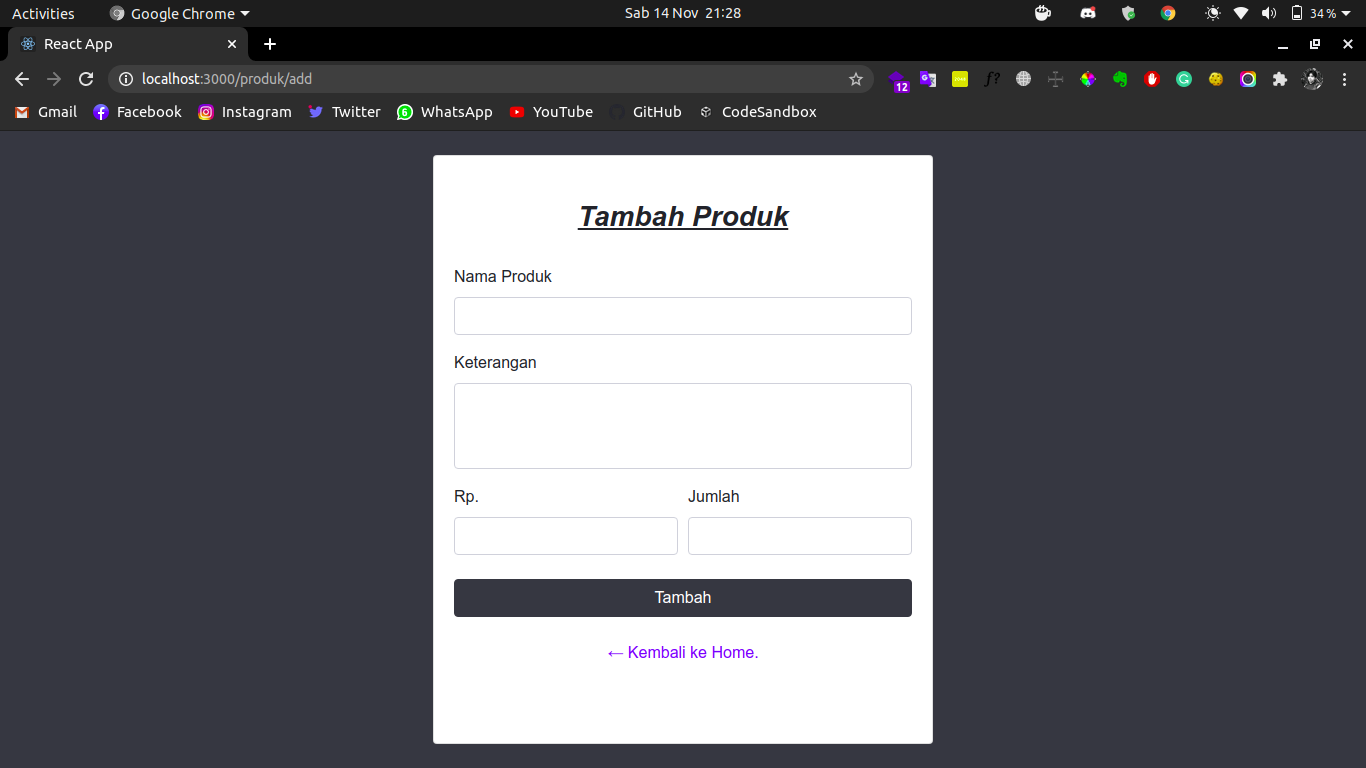 Activities Google Chrome Sab 14 Nov 21:28 34 %
React App
localhost:3000/produk/add 12 f?
Gmail Facebook Instagram Twitter 6 WhatsApp YouTube GitHub CodeSandbox
Tambah Produk
Nama Produk
Keterangan
Rp. Jumlah
Tambah
← Kembali ke Home.